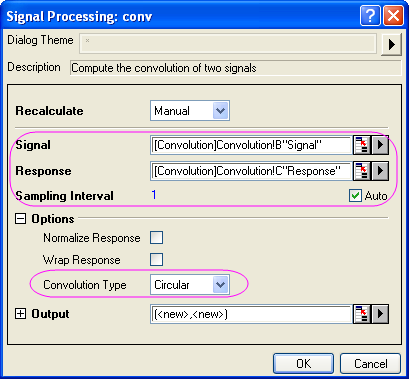 Signal Processing: conv
Dialog Theme *
Description Compute the convolution of two signals
Recalculate Manual
Signal [Convolution]Convolution!B"Signal"
Response [Convolution]Convolution!C"Response"
Sampling Interval 1 Auto
Options
Normalize Response
Wrap Response
Convolution Type Circular
Output (<new>,<new>)
OK Cancel